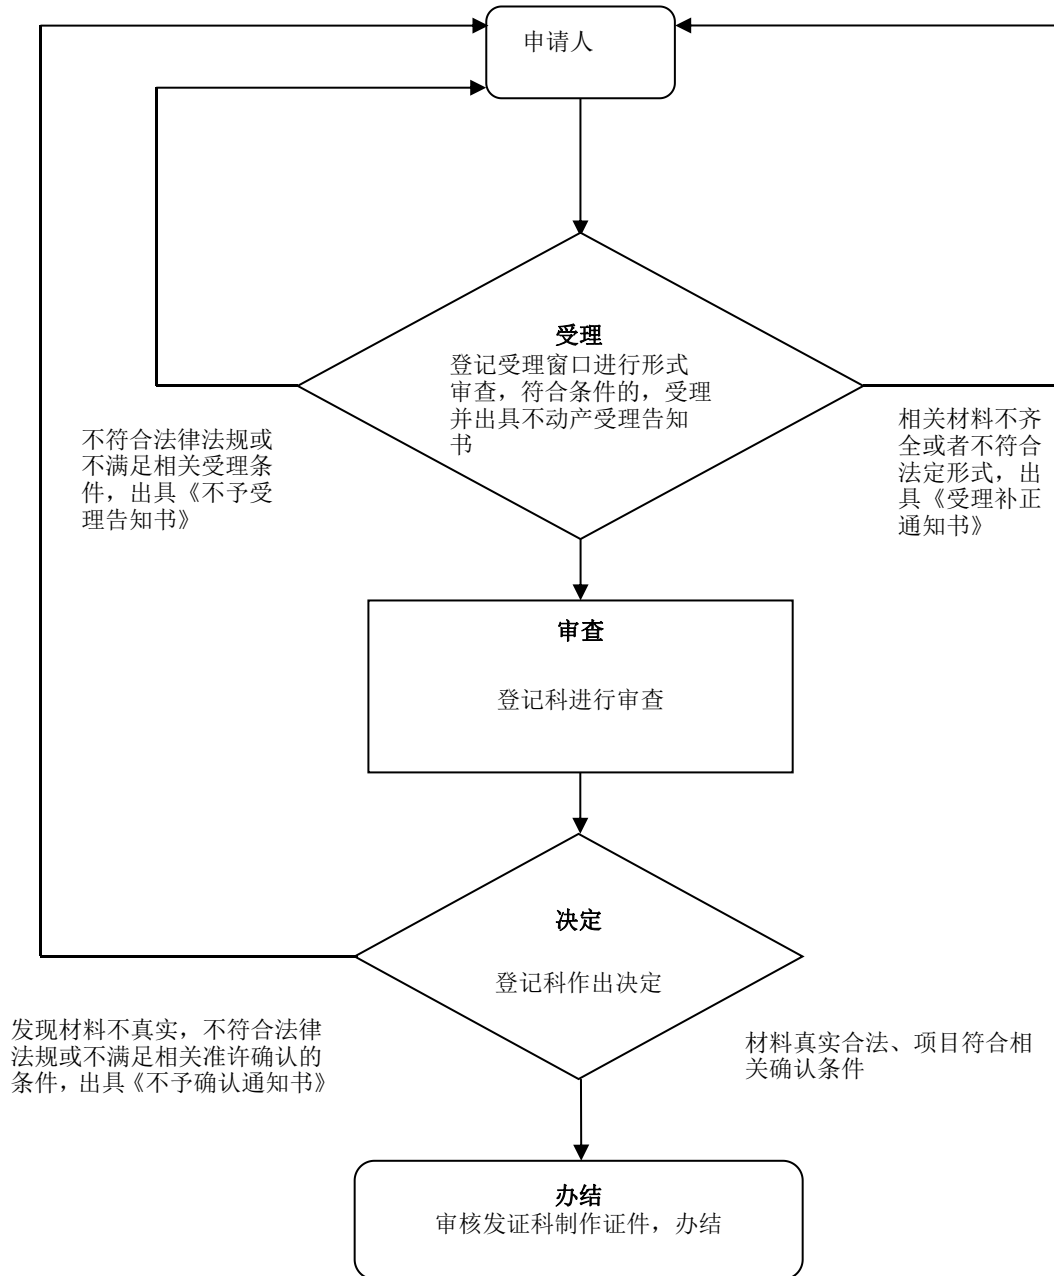 申请人
受理
登记受理窗口进行形式
审查，符合条件的，受理
并出具不动产受理告知
书
不符合法律法规或
不满足相关受理条
件，出具《不予受
理告知书》
相关材料不齐
全或者不符合
法定形式，出
具《受理补正
通知书》
审查
登记科进行审查
决定
登记科作出决定
发现材料不真实，不符合法律
法规或不满足相关准许确认的
条件，出具《不予确认通知书》
材料真实合法、项目符合相
关确认条件
办结
审核发证科制作证件，办结